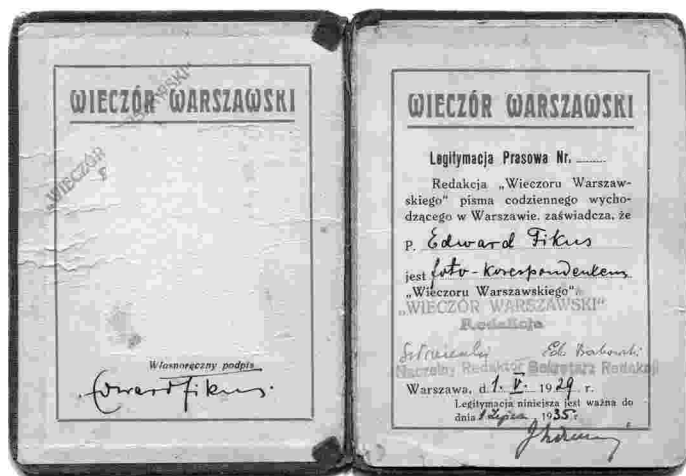 WIECZÓR WARSZAWSKI
WIECZÓR
WSKI"
Własnoręczny podpis
Edward Fikus.
WIECZÓR WARSZAWSKI
Legitymacja Prasowa Nr. ........
Redakcja „Wieczoru Warszaw-
skiego" pisma codziennego wycho-
dzącego w Warszawie, zaświadcza, że
P. Edward Fikus
jest foto-korespondentem
„Wieczoru Warszawskiego".
„WIECZÓR WARSZAWSKI"
Redakcja
Naczelny Redaktor Sekretarz Redakcji
Warszawa, d. 1. V. 1929 r.
Legitymacja niniejsza jest ważna do
dnia 1 lipca 1935 r.